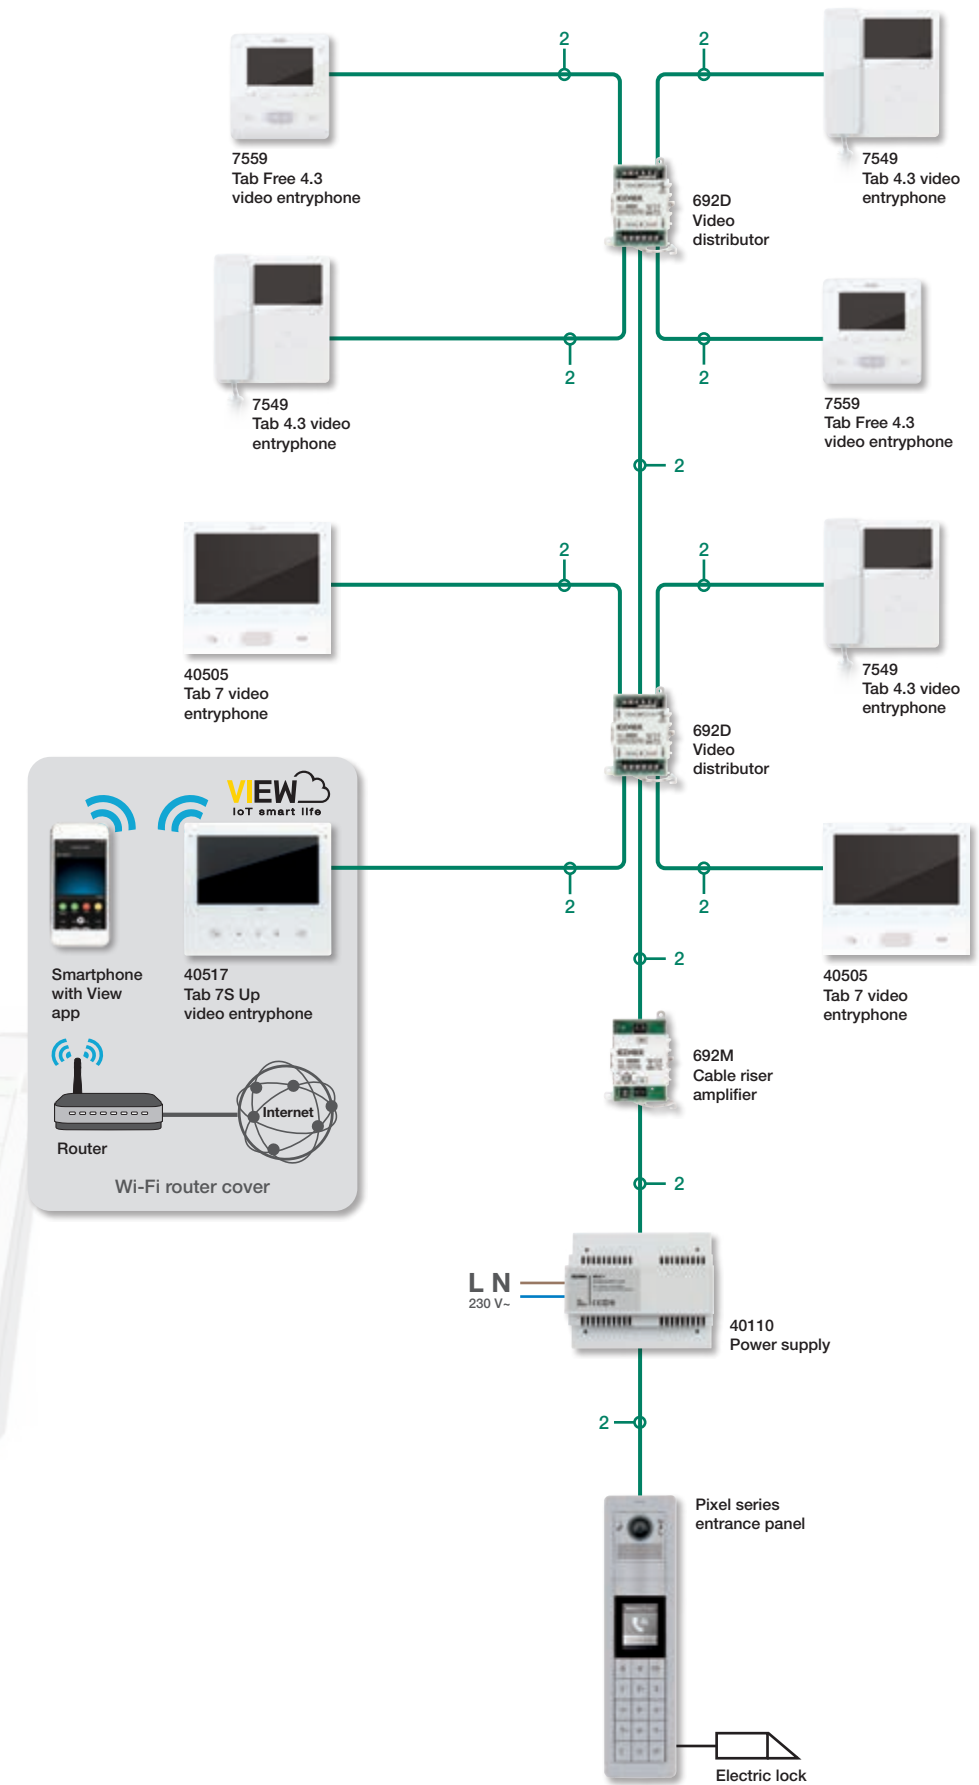 2
2
7559
Tab Free 4.3
video entryphone
7549
Tab 4.3 video
entryphone
692D
Video
distributor
2
2
7549
Tab 4.3 video
entryphone
7559
Tab Free 4.3
video entryphone
2
2
2
40505
Tab 7 video
entryphone
7549
Tab 4.3 video
entryphone
692D
Video
distributor
VIEW
IoT smart life
2
2
Smartphone
with View
app
40517
Tab 7S Up
video entryphone
2
40505
Tab 7 video
entryphone
692M
Cable riser
amplifier
Internet
Router
Wi-Fi router cover
2
L N
230 V~
40110
Power supply
2
Pixel series
entrance panel
Electric lock